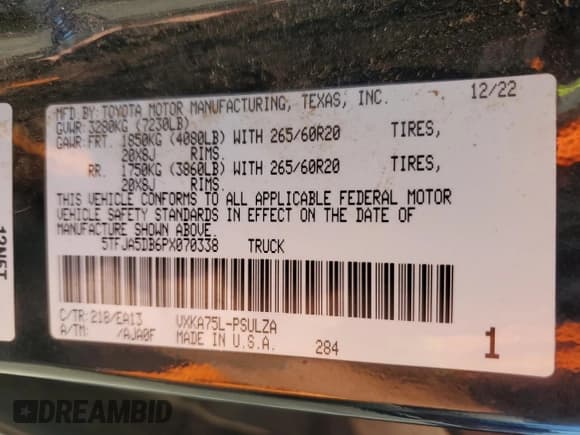 MFD BY: TOYOTA MOTOR MANUFACTURING, TEXAS, INC. 12/22
GVWR 3280KG (7230LB)
GAWR: FRT. 1850KG (4080LB) WITH 265/60R20 TIRES,
20X8J RIMS.
RR. 1750KG (3860LB) WITH 265/60R20 TIRES,
20X8J RIMS.
THIS VEHICLE CONFORMS TO ALL APPLICABLE FEDERAL MOTOR
VEHICLE SAFETY STANDARDS IN EFFECT ON THE DATE OF
MANUFACTURE SHOWN ABOVE.
5TFJA5DB6PX070338 TRUCK
C/TR: 218/EA13 VXKA75L-PSULZA
A/TM: /AJA0F MADE IN U.S.A. 284 1
12N5T
DREAMBID